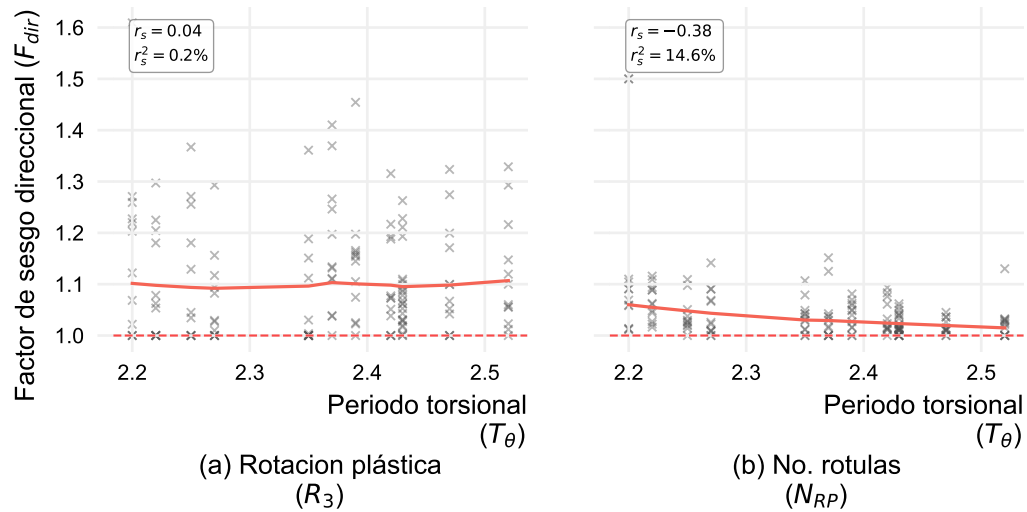 Factor de sesgo direccional (F_dir)
1.6
1.5
1.4
1.3
1.2
1.1
1.0
r_s = 0.04
r_s^2 = 0.2%
2.2 2.3 2.4 2.5
Periodo torsional
(T_θ)
(a) Rotacion plástica
(R_3)
r_s = −0.38
r_s^2 = 14.6%
2.2 2.3 2.4 2.5
Periodo torsional
(T_θ)
(b) No. rotulas
(N_RP)